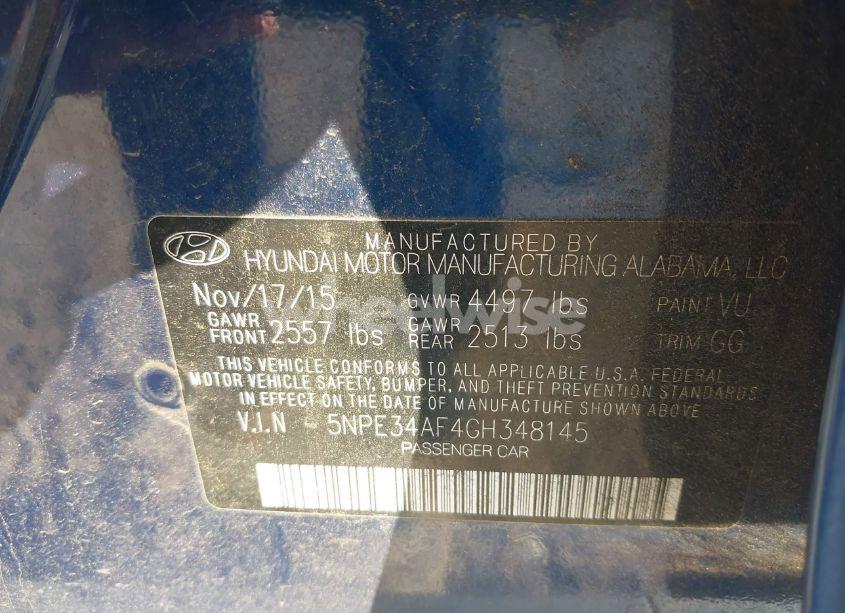 MANUFACTURED BY
HYUNDAI MOTOR MANUFACTURING ALABAMA, LLC
Nov/17/15 GVWR 4497 lbs PAINT VU
GAWR FRONT 2557 lbs GAWR REAR 2513 lbs TRIM GG
THIS VEHICLE CONFORMS TO ALL APPLICABLE U.S.A. FEDERAL
MOTOR VEHICLE SAFETY, BUMPER, AND THEFT PREVENTION STANDARDS
IN EFFECT ON THE DATE OF MANUFACTURE SHOWN ABOVE.
V.I.N 5NPE34AF4GH348145
PASSENGER CAR
wheelwise